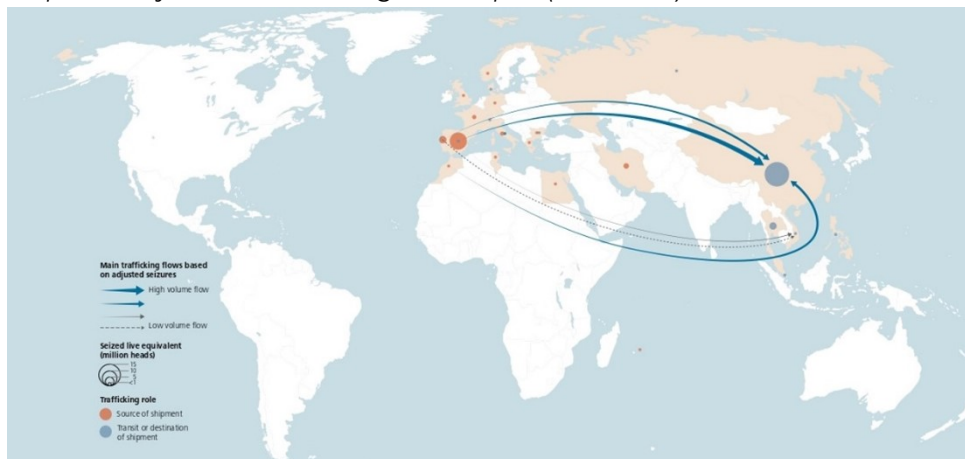 Main trafficking flows based
on adjusted seizures
High volume flow
Low volume flow
Seized live equivalent
(million heads)
15
10
5
<1
Trafficking role
Source of shipment
Transit or destination
of shipment